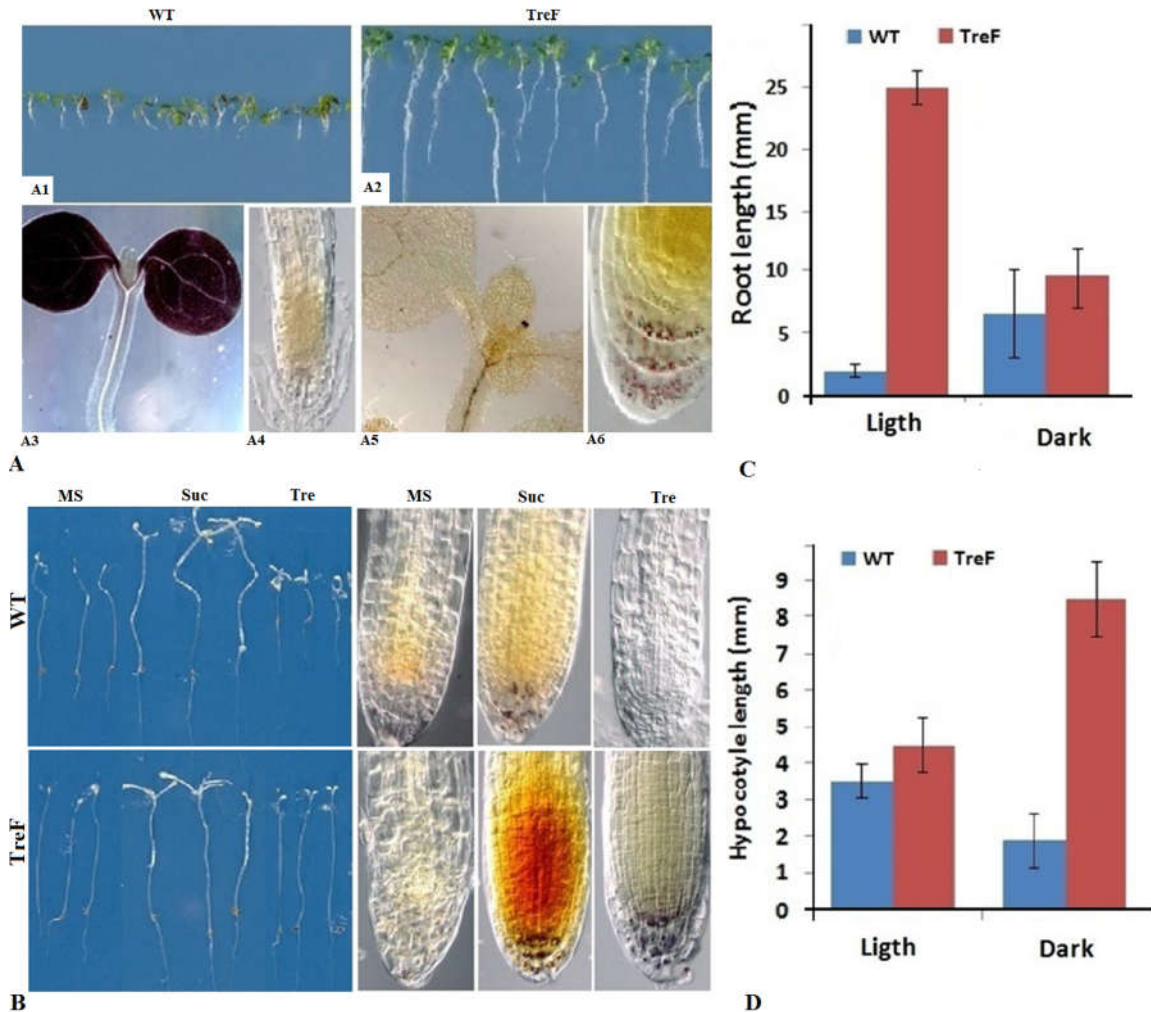 WT
TreF
A1
A2
A3
A4
A5
A6
A
MS
Suc
Tre
MS
Suc
Tre
WT
TreF
B
WT
TreF
Root length (mm)
25
25
10
5
0
Ligth
Dark
C
WT
TreF
Hypo cotyle length (mm)
9
8
7
6
5
4
3
2
1
0
Ligth
Dark
D